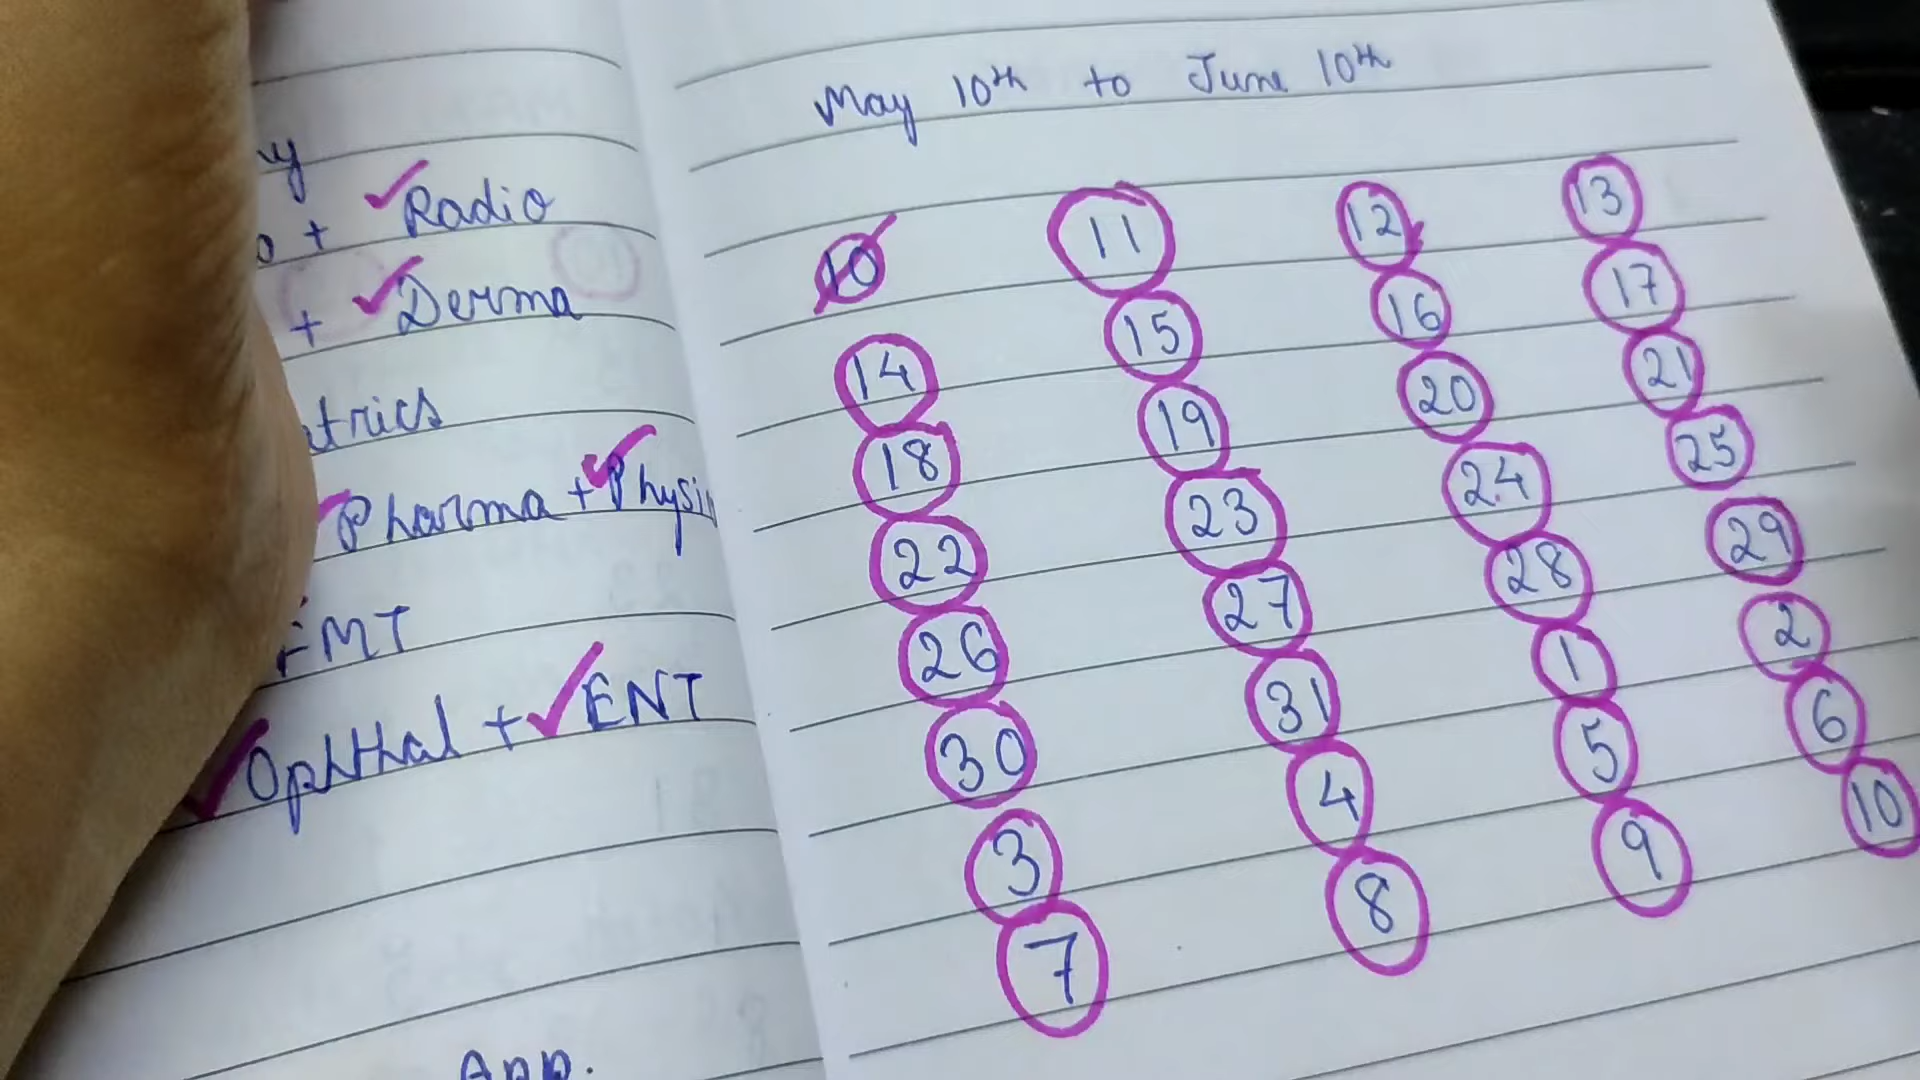 + Radio
+ Derma
Pharma + Physi
FMT
Ophthal + ENT
App.
May 10th to June 10th
10 11 12 13
14 15 16 17
18 19 20 21
22 23 24 25
26 27 28 29
30 31 1 2
3 4 5 6
7 8 9 10